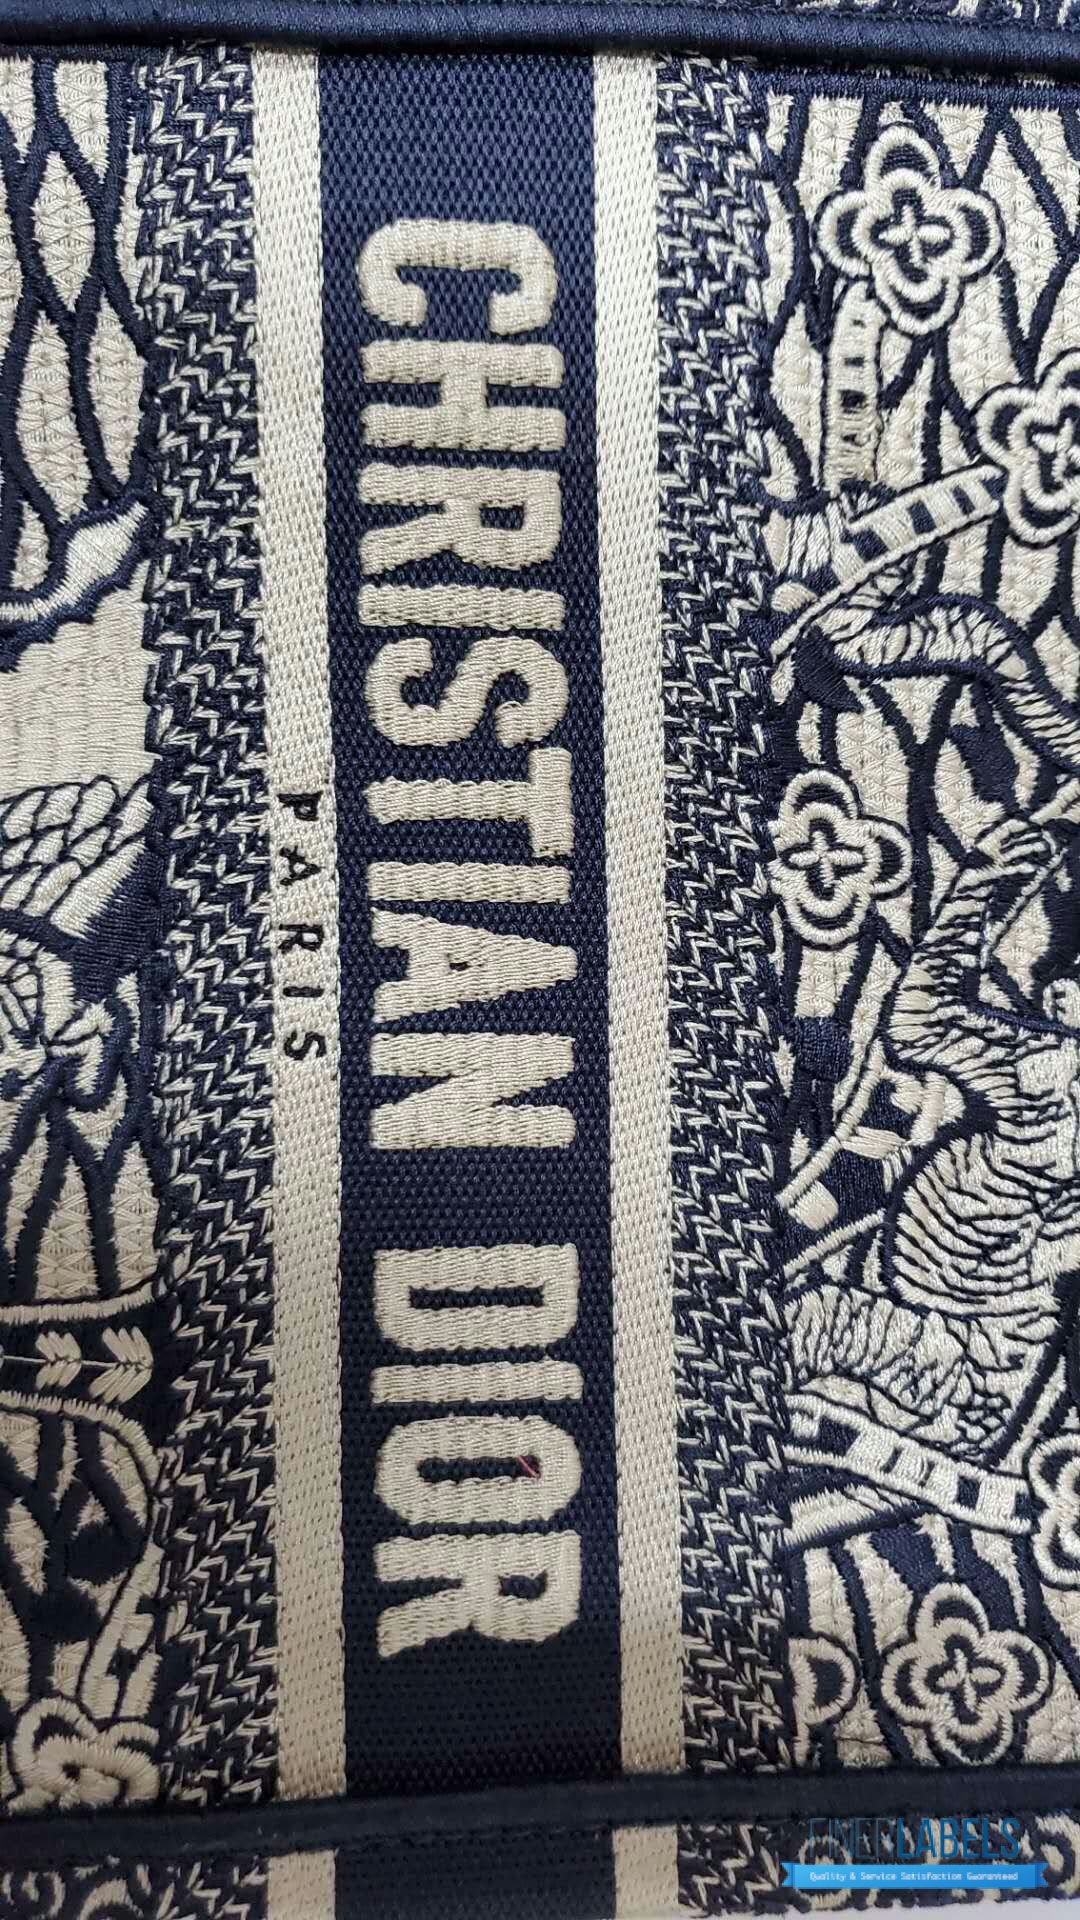 CHRISTIAN DIOR
PARIS
FINERLABELS
Quality & Service Satisfaction Guaranteed